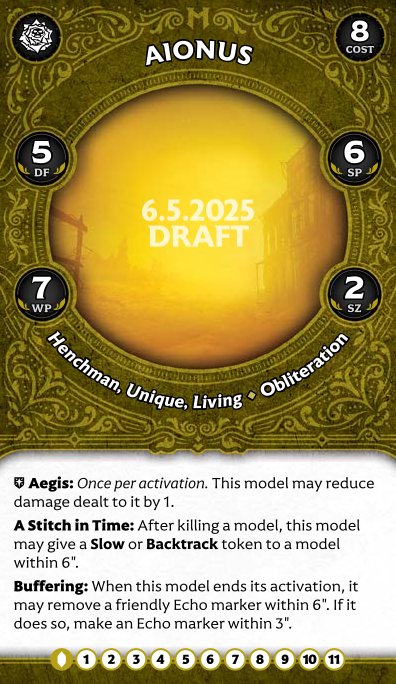 AIONUS
8
COST
5
DF
6
SP
6.5.2025
DRAFT
7
WP
2
SZ
Henchman, Unique, Living ⬥ Obliteration
Aegis: Once per activation. This model may reduce
damage dealt to it by 1.
A Stitch in Time: After killing a model, this model
may give a Slow or Backtrack token to a model
within 6".
Buffering: When this model ends its activation, it
may remove a friendly Echo marker within 6". If it
does so, make an Echo marker within 3".
1 2 3 4 5 6 7 8 9 10 11